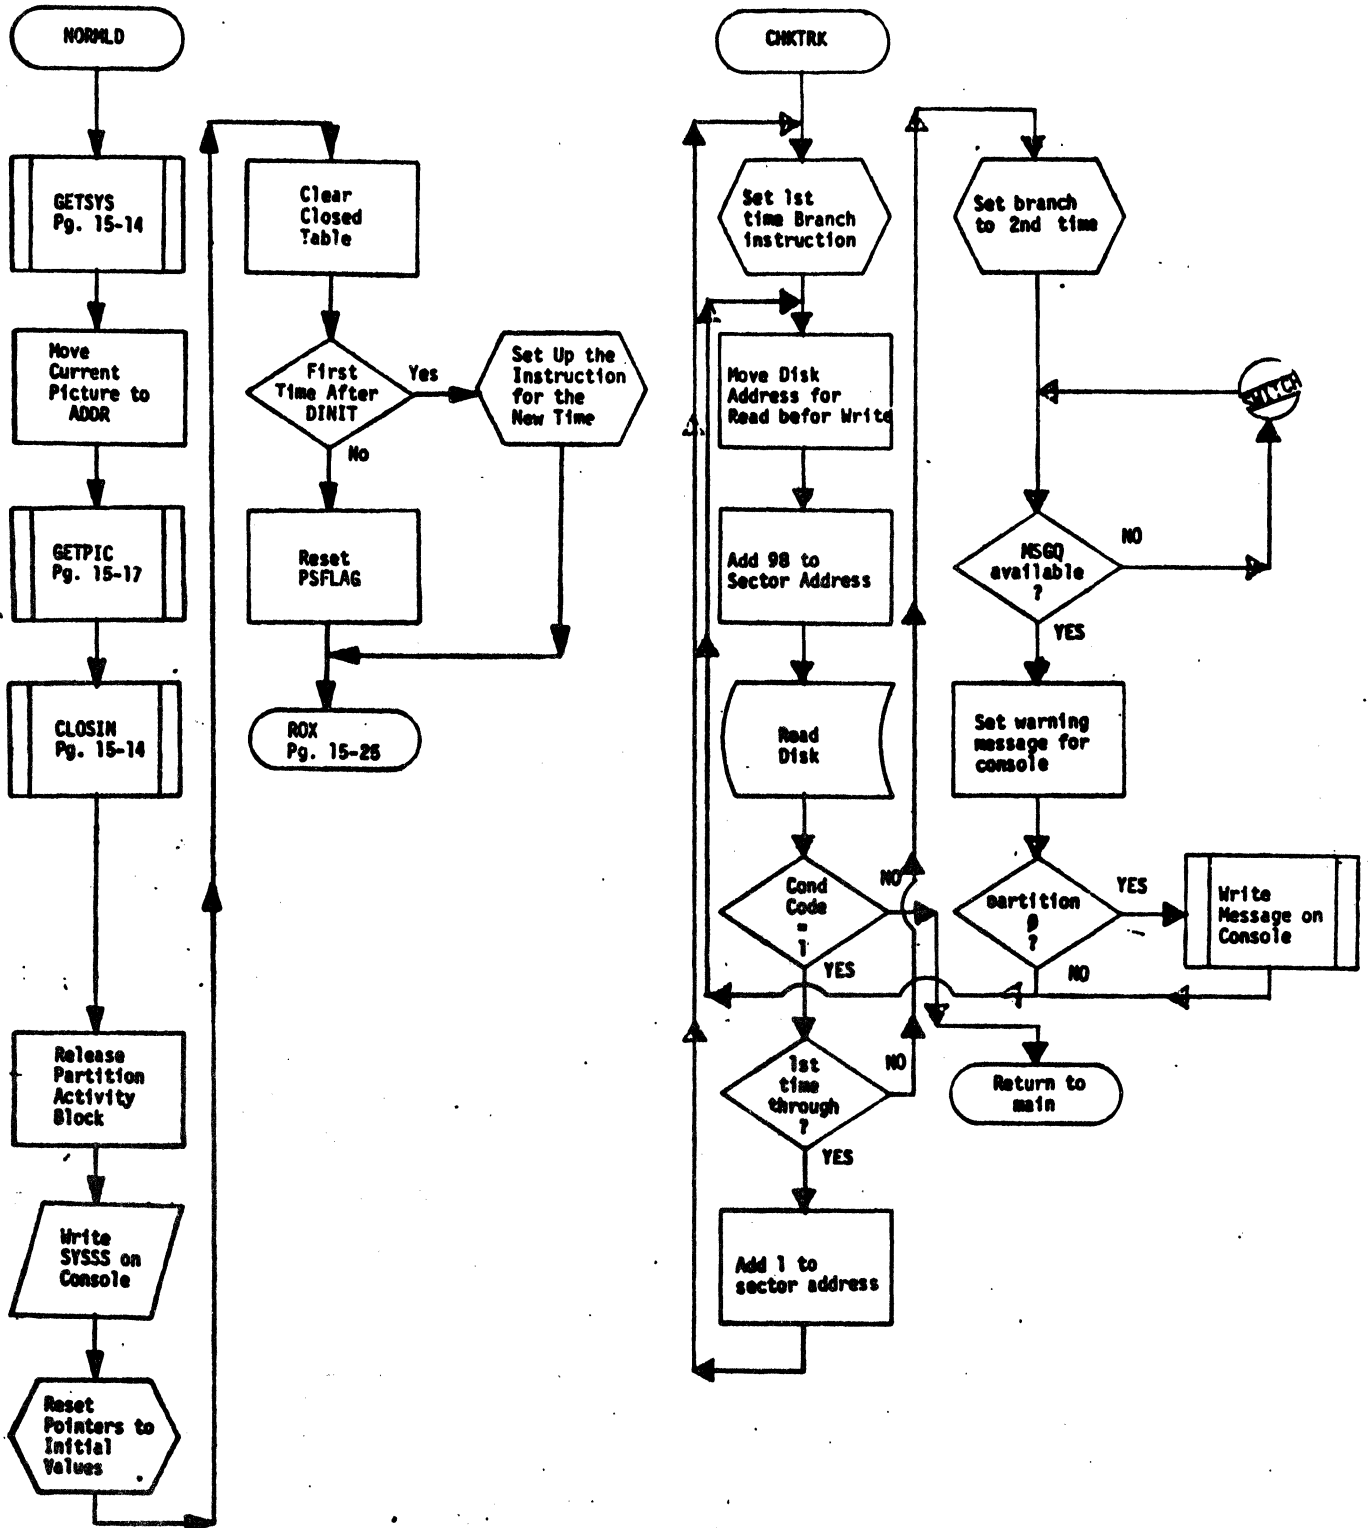 NORMLD
GETSYS
Pg. 15-14
Move
Current
Picture to
ADDR
GETPIC
Pg. 15-17
CLOSIN
Pg. 15-14
Release
Partition
Activity
Block
Write
SYSSS on
Console
Reset
Pointers to
Initial
Values
Clear
Closed
Table
First
Time After
DINIT
Yes
No
Set Up the
Instruction
for the
New Time
Reset
PSFLAG
ROX
Pg. 15-25
CHKTRK
Set 1st
time Branch
instruction
Move Disk
Address for
Read befor Write
Add 98 to
Sector Address
Read
Disk
Cond
Code
=
1
NO
YES
1st
time
through
?
NO
YES
Add 1 to
sector address
Set branch
to 2nd time
SWITCH
MSGQ
available
?
NO
YES
Set warning
message for
console
partition
0
?
YES
NO
Write
Message on
Console
Return to
main